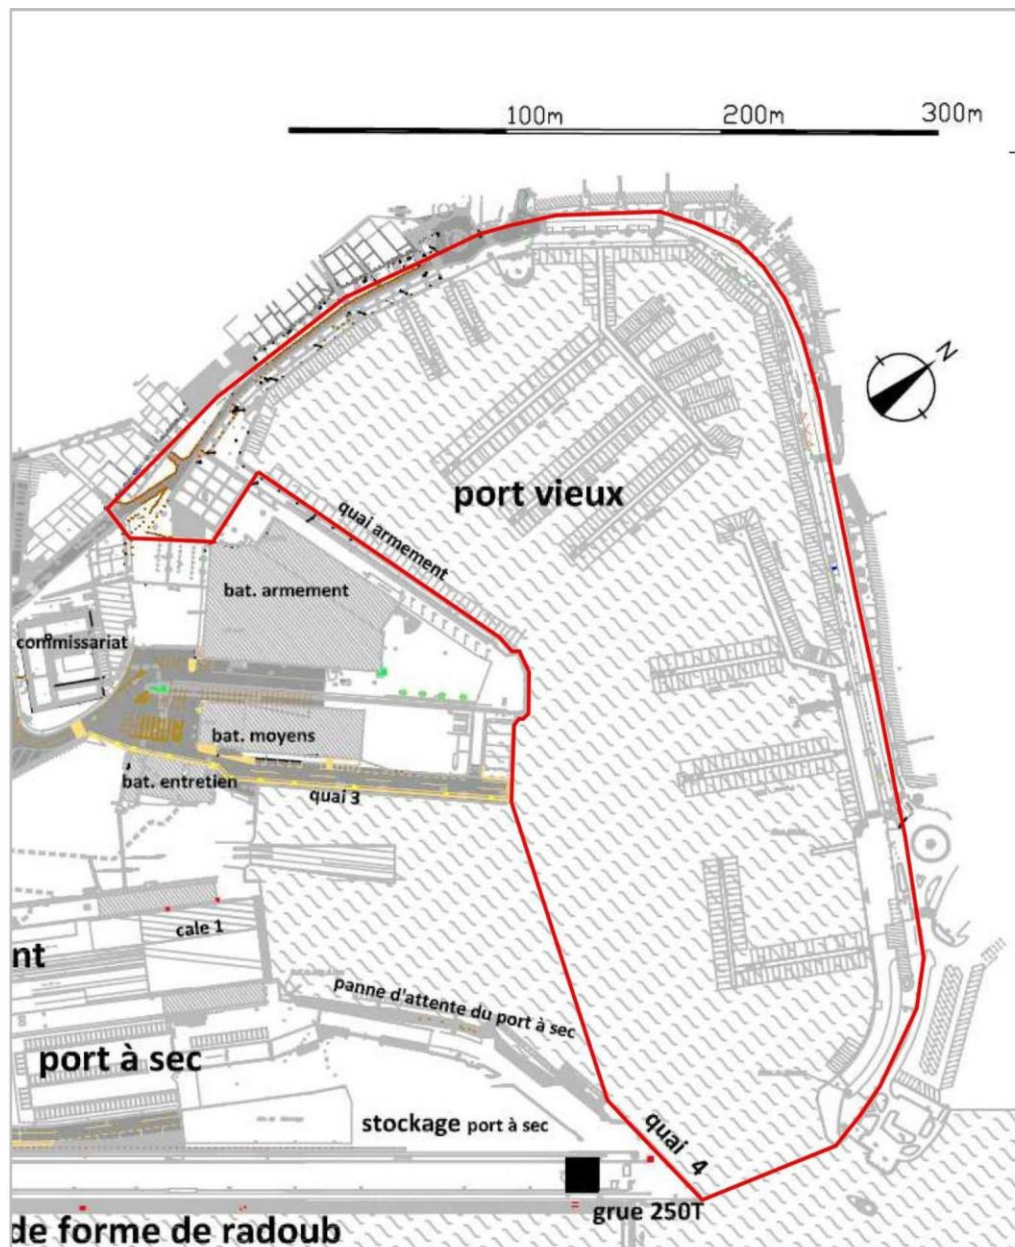 100m 200m 300m
N
port vieux
quai armement
bat. armement
commissariat
bat. moyens
bat. entretien
quai 3
cale 1
nt
panne d'attente du port à sec
port à sec
stockage port à sec
quai 4
grue 250T
de forme de radoub